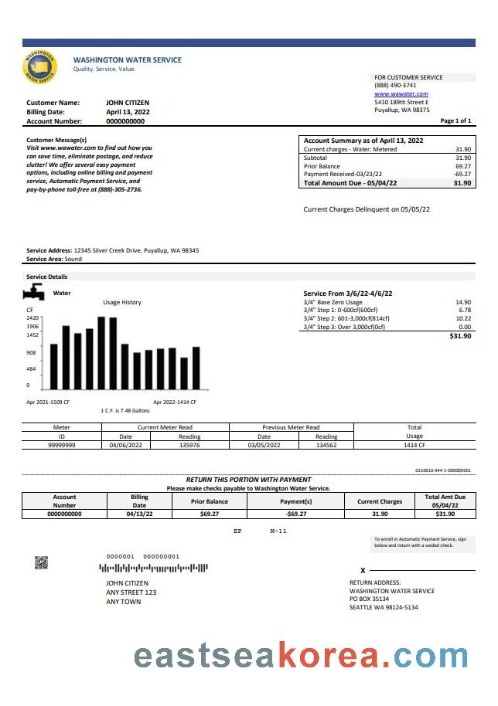 WASHINGTON WATER SERVICE
Quality. Service. Value.
FOR CUSTOMER SERVICE
(888) 490-3741
www.wawater.com
5410 189th Street E
Puyallup, WA 98375
Customer Name: JOHN CITIZEN
Billing Date: April 13, 2022
Account Number: 0000000000
Page 1 of 1
Customer Message(s)
Visit www.wawater.com to find out how you
can save time, eliminate postage, and reduce
clutter! We offer several easy payment
options, including online billing and payment
service, Automatic Payment Service, and
pay-by-phone toll-free at (888)-305-2736.
Account Summary as of April 13, 2022
Current charges - Water: Metered 31.90
Subtotal 31.90
Prior Balance 69.27
Payment Received-03/23/22 -69.27
Total Amount Due - 05/04/22 31.90
Current Charges Delinquent on 05/05/22
Service Address: 12345 Silver Creek Drive, Puyallup, WA 98345
Service Area: Sound
Service Details
Water
Usage History
CF
2420
1906
1452
908
484
0
Apr 2021-1509 CF Apr 2022-1414 CF
1 C.F. is 7.48 Gallons
Service From 3/6/22-4/6/22
3/4" Base Zero Usage 14.90
3/4" Step 1: 0-600cf(600cf) 6.78
3/4" Step 2: 601-3,000cf(814cf) 10.22
3/4" Step 3: Over 3,000cf(0cf) 0.00
$31.90
Meter Current Meter Read Previous Meter Read Total
ID Date Reading Date Reading Usage
99999999 04/06/2022 135976 03/05/2022 134562 1414 CF
0210610.444-1-000000001
RETURN THIS PORTION WITH PAYMENT
Please make checks payable to Washington Water Service.
Account Number Billing Date Prior Balance Payment(s) Current Charges Total Amt Due 05/04/22
0000000000 04/13/22 $69.27 -$69.27 31.90 $31.90
EP M-11
To enroll in Automatic Payment Service, sign
below and return with a voided check.
X
0000001 0000000001
JOHN CITIZEN
ANY STREET 123
ANY TOWN
RETURN ADDRESS:
WASHINGTON WATER SERVICE
PO BOX 35134
SEATTLE WA 98124-5134
eastseakorea.com